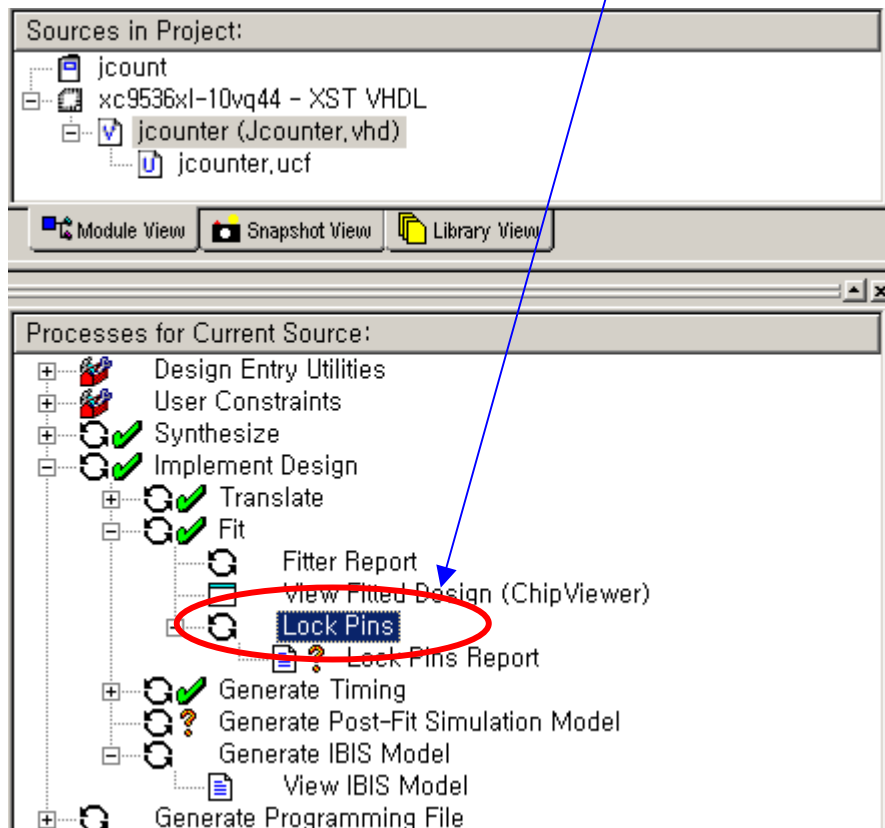 Sources in Project:
jcount
xc9536xl-10vq44 - XST VHDL
jcounter (Jcounter.vhd)
jcounter.ucf
Module View Snapshot View Library View
Processes for Current Source:
Design Entry Utilities
User Constraints
Synthesize
Implement Design
Translate
Fit
Fitter Report
View Fitted Design (ChipViewer)
Lock Pins
Lock Pins Report
Generate Timing
Generate Post-Fit Simulation Model
Generate IBIS Model
View IBIS Model
Generate Programming File